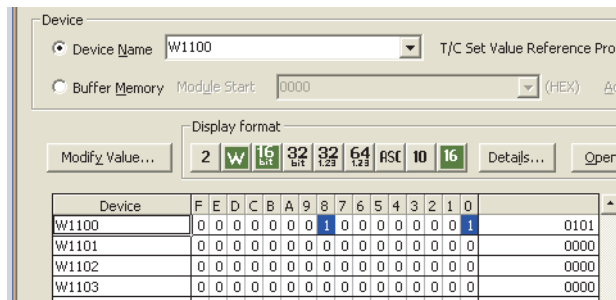 Device
Device Name W1100 T/C Set Value Reference Pro
Buffer Memory Module Start 0000 (HEX)
Display format
Modify Value... 2 W 16 bit 32 bit 32 1.23 64 1.23 ASC 10 16 Details... Open
Device F E D C B A 9 8 7 6 5 4 3 2 1 0
W1100 0 0 0 0 0 0 0 1 0 0 0 0 0 0 0 1 0101
W1101 0 0 0 0 0 0 0 0 0 0 0 0 0 0 0 0 0000
W1102 0 0 0 0 0 0 0 0 0 0 0 0 0 0 0 0 0000
W1103 0 0 0 0 0 0 0 0 0 0 0 0 0 0 0 0 0000